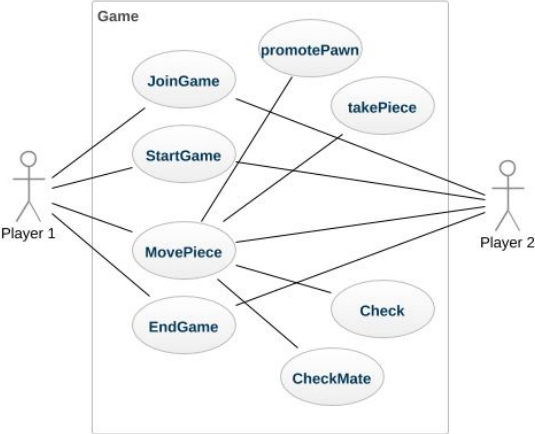 Game
promotePawn
JoinGame
takePiece
StartGame
Player 1
Player 2
MovePiece
Check
EndGame
CheckMate